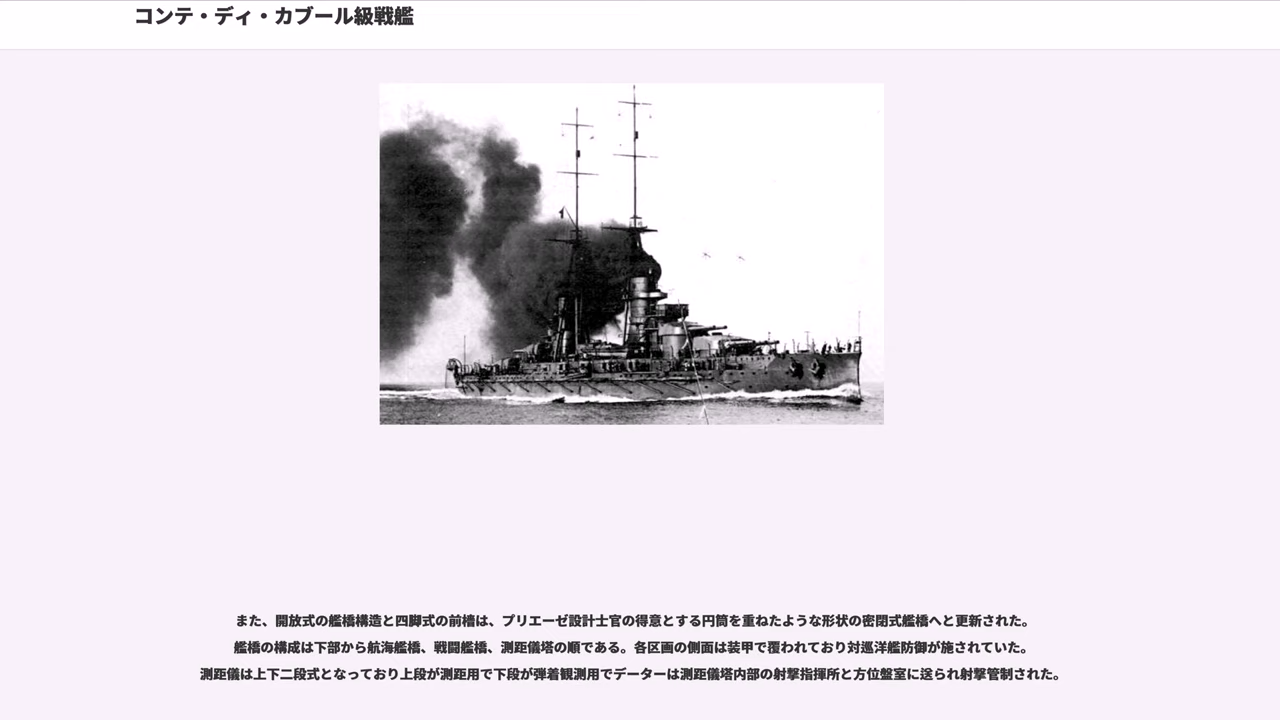 コンテ・ディ・カブール級戦艦
また、開放式の艦橋構造と四脚式の前檣は、プリエーゼ設計士官の得意とする円筒を重ねたような形状の密閉式艦橋へと更新された。
艦橋の構成は下部から航海艦橋、戦闘艦橋、測距儀塔の順である。各区画の側面は装甲で覆われており対巡洋艦防御が施されていた。
測距儀は上下二段式となっており上段が測距用で下段が弾着観測用でデーターは測距儀塔内部の射撃指揮所と方位盤室に送られ射撃管制された。